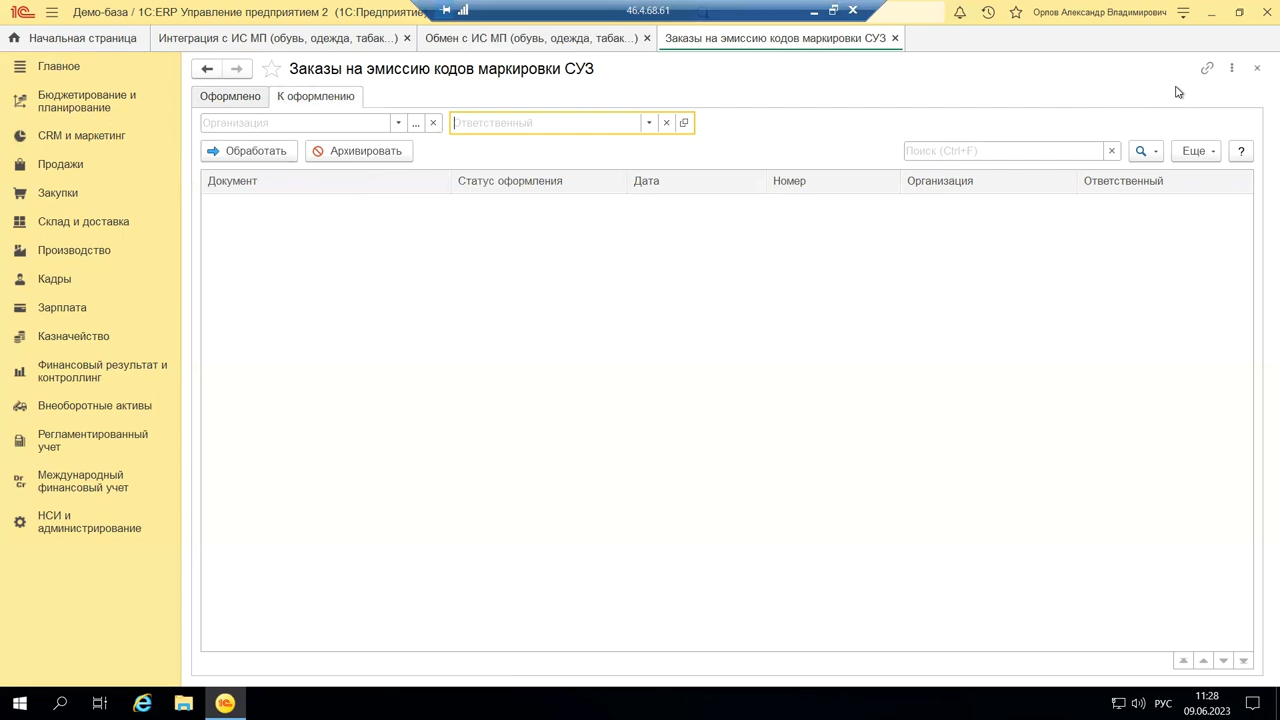 Демо-база / 1С:ERP Управление предприятием 2 (1С:Предприятие
46.4.68.61
Орлов Александр Владимирович
Начальная страница
Интеграция с ИС МП (обувь, одежда, табак...) ×
Обмен с ИС МП (обувь, одежда, табак...) ×
Заказы на эмиссию кодов маркировки СУЗ ×
Главное
Бюджетирование и
планирование
CRM и маркетинг
Продажи
Закупки
Склад и доставка
Производство
Кадры
Зарплата
Казначейство
Финансовый результат и
контроллинг
Внеоборотные активы
Регламентированный
учет
Международный
финансовый учет
НСИ и
администрирование
Заказы на эмиссию кодов маркировки СУЗ
Оформлено
К оформлению
Организация
Ответственный
Обработать
Архивировать
Поиск (Ctrl+F)
Еще
?
Документ
Статус оформления
Дата
Номер
Организация
Ответственный
РУС
11:28
09.06.2023